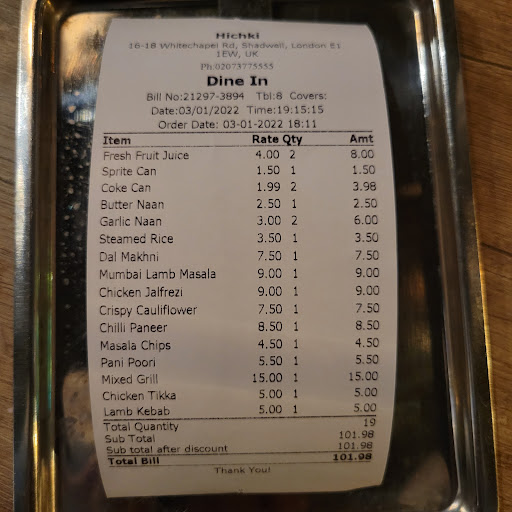 Hichki
16-18 Whitechapel Rd, Shadwell, London E1
1EW, UK
Ph:02073775555
Dine In
Bill No:21297-3894 Tbl:8 Covers:
Date:03/01/2022 Time:19:15:15
Order Date: 03-01-2022 18:11
Item Rate Qty Amt
Fresh Fruit Juice 4.00 2 8.00
Sprite Can 1.50 1 1.50
Coke Can 1.99 2 3.98
Butter Naan 2.50 1 2.50
Garlic Naan 3.00 2 6.00
Steamed Rice 3.50 1 3.50
Dal Makhni 7.50 1 7.50
Mumbai Lamb Masala 9.00 1 9.00
Chicken Jalfrezi 9.00 1 9.00
Crispy Cauliflower 7.50 1 7.50
Chilli Paneer 8.50 1 8.50
Masala Chips 4.50 1 4.50
Pani Poori 5.50 1 5.50
Mixed Grill 15.00 1 15.00
Chicken Tikka 5.00 1 5.00
Lamb Kebab 5.00 1 5.00
Total Quantity 19
Sub Total 101.98
Sub total after discount 101.98
Total Bill 101.98
Thank You!